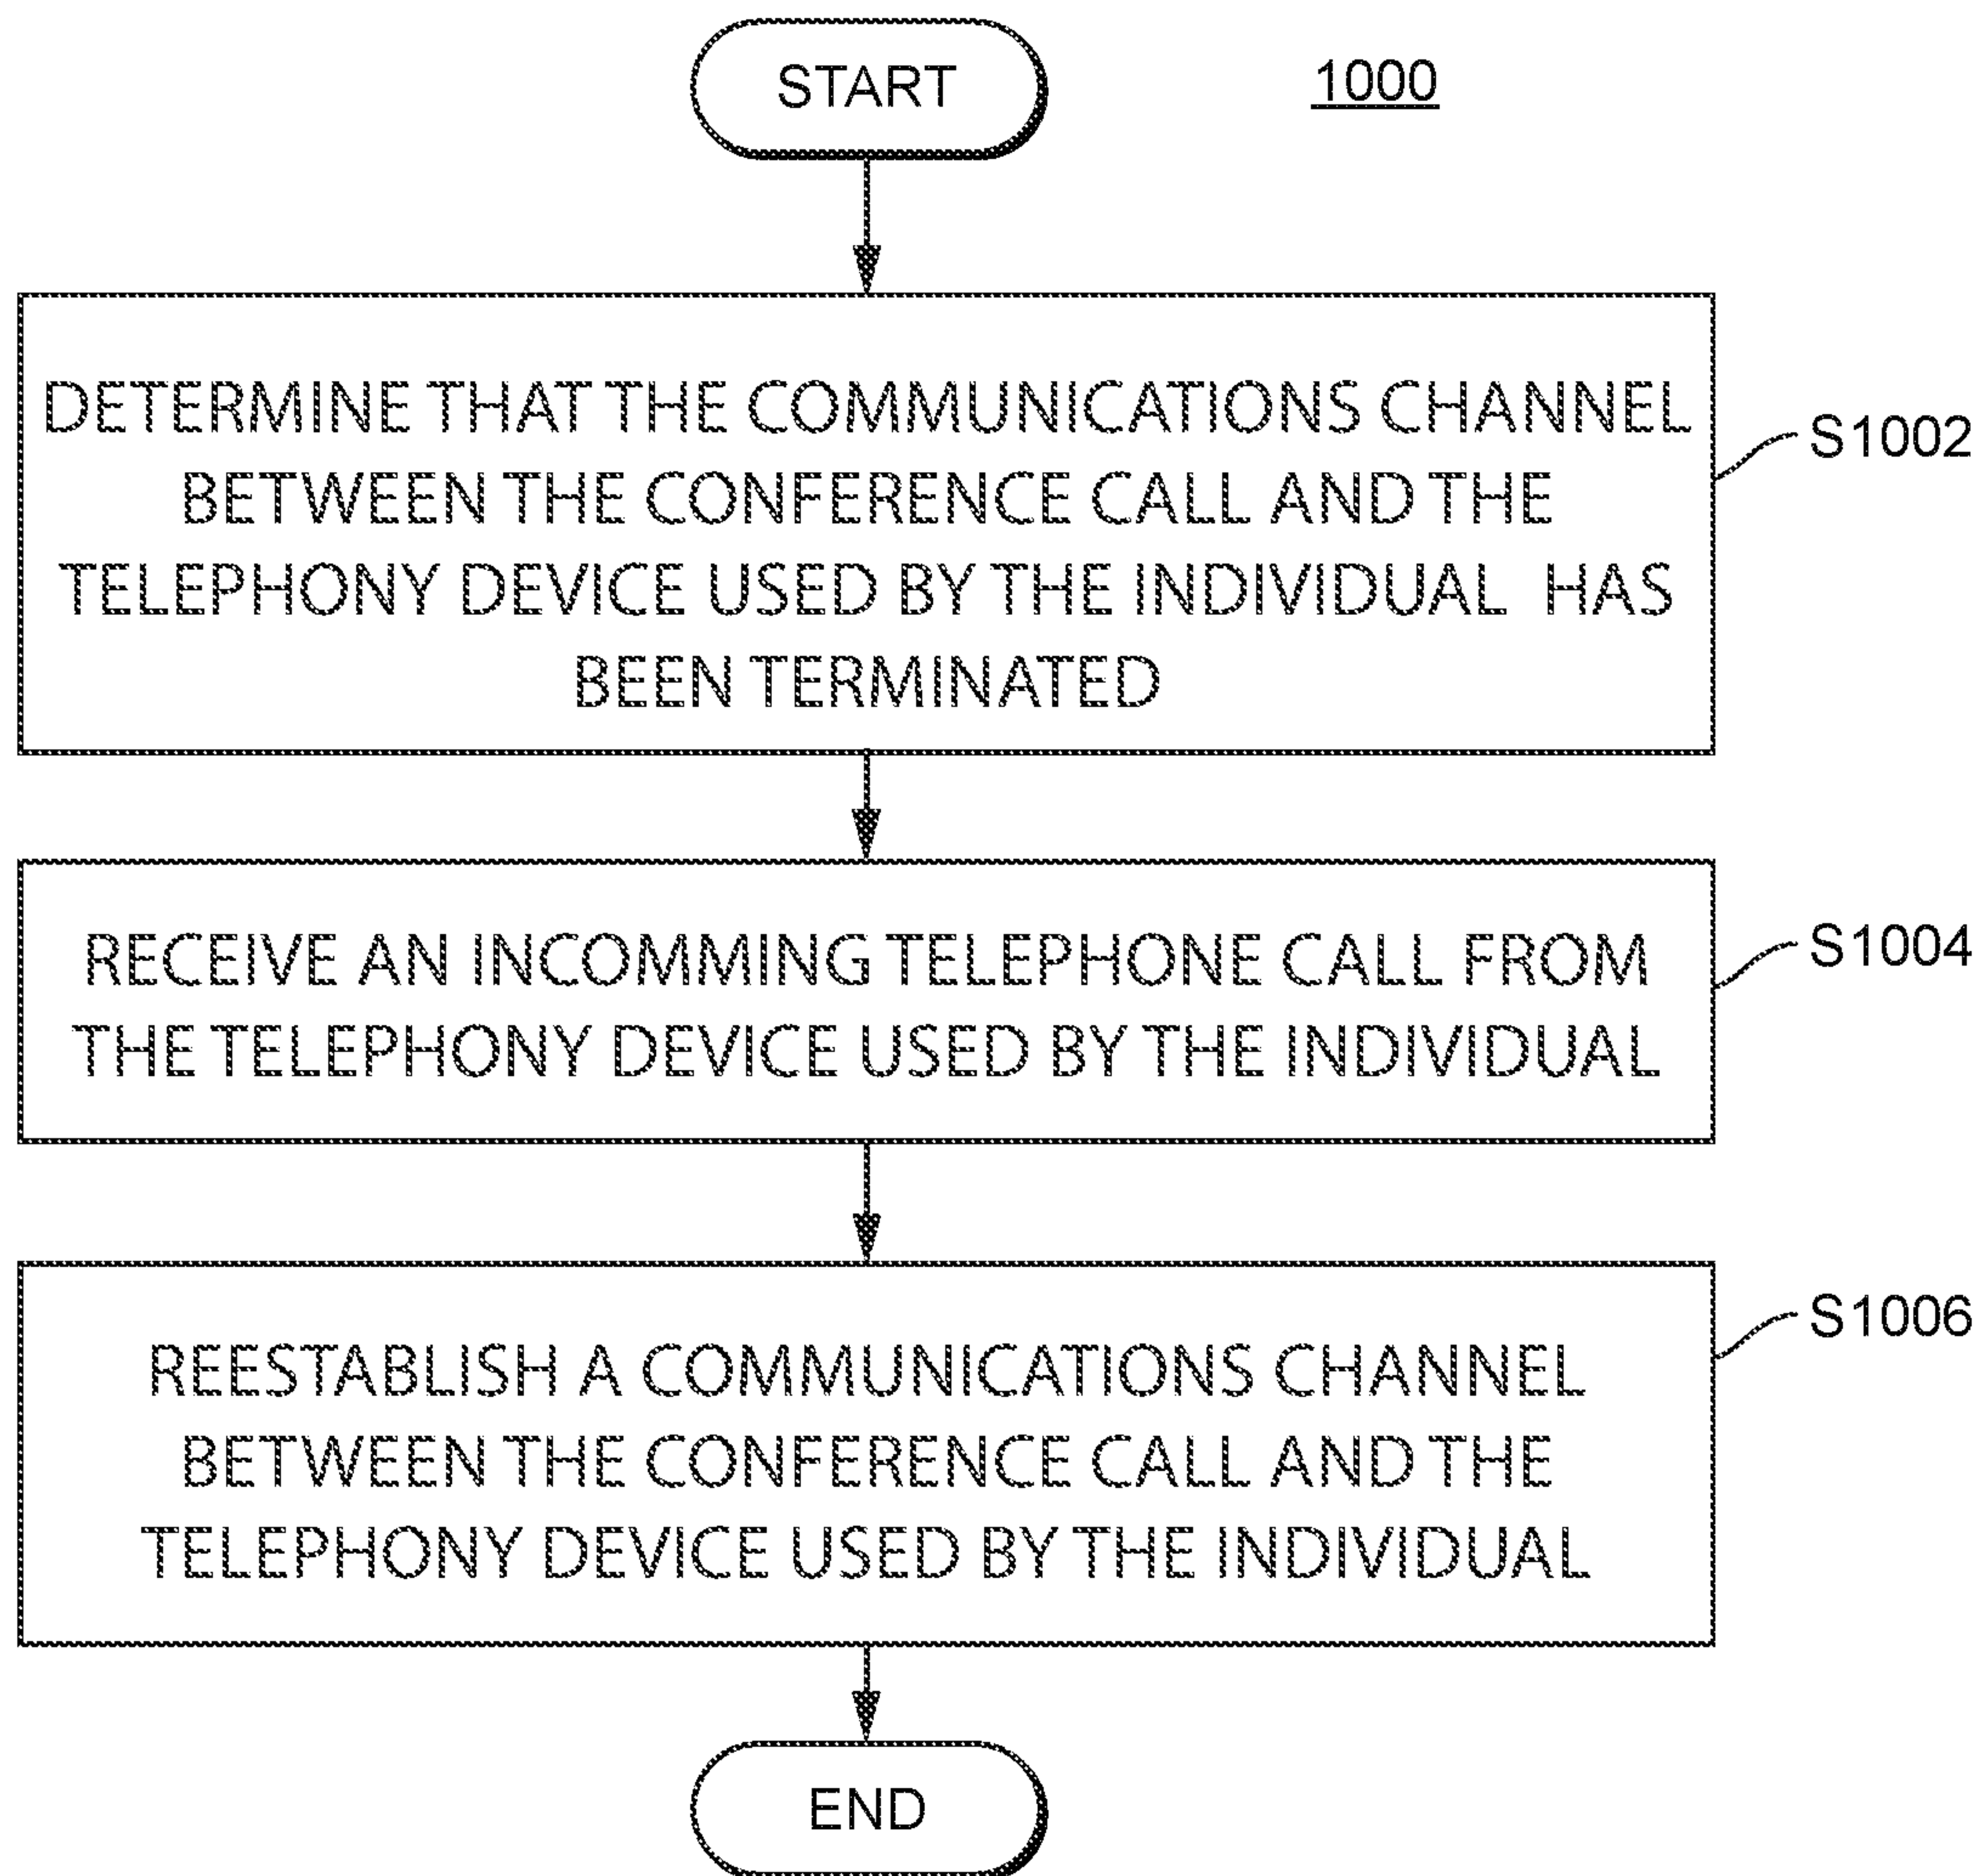 START
1000
DETERMINE THAT THE COMMUNICATIONS CHANNEL
BETWEEN THE CONFERENCE CALL AND THE
TELEPHONY DEVICE USED BY THE INDIVIDUAL HAS
BEEN TERMINATED
S1002
RECEIVE AN INCOMMING TELEPHONE CALL FROM
THE TELEPHONY DEVICE USED BY THE INDIVIDUAL
S1004
REESTABLISH A COMMUNICATIONS CHANNEL
BETWEEN THE CONFERENCE CALL AND THE
TELEPHONY DEVICE USED BY THE INDIVIDUAL
S1006
END